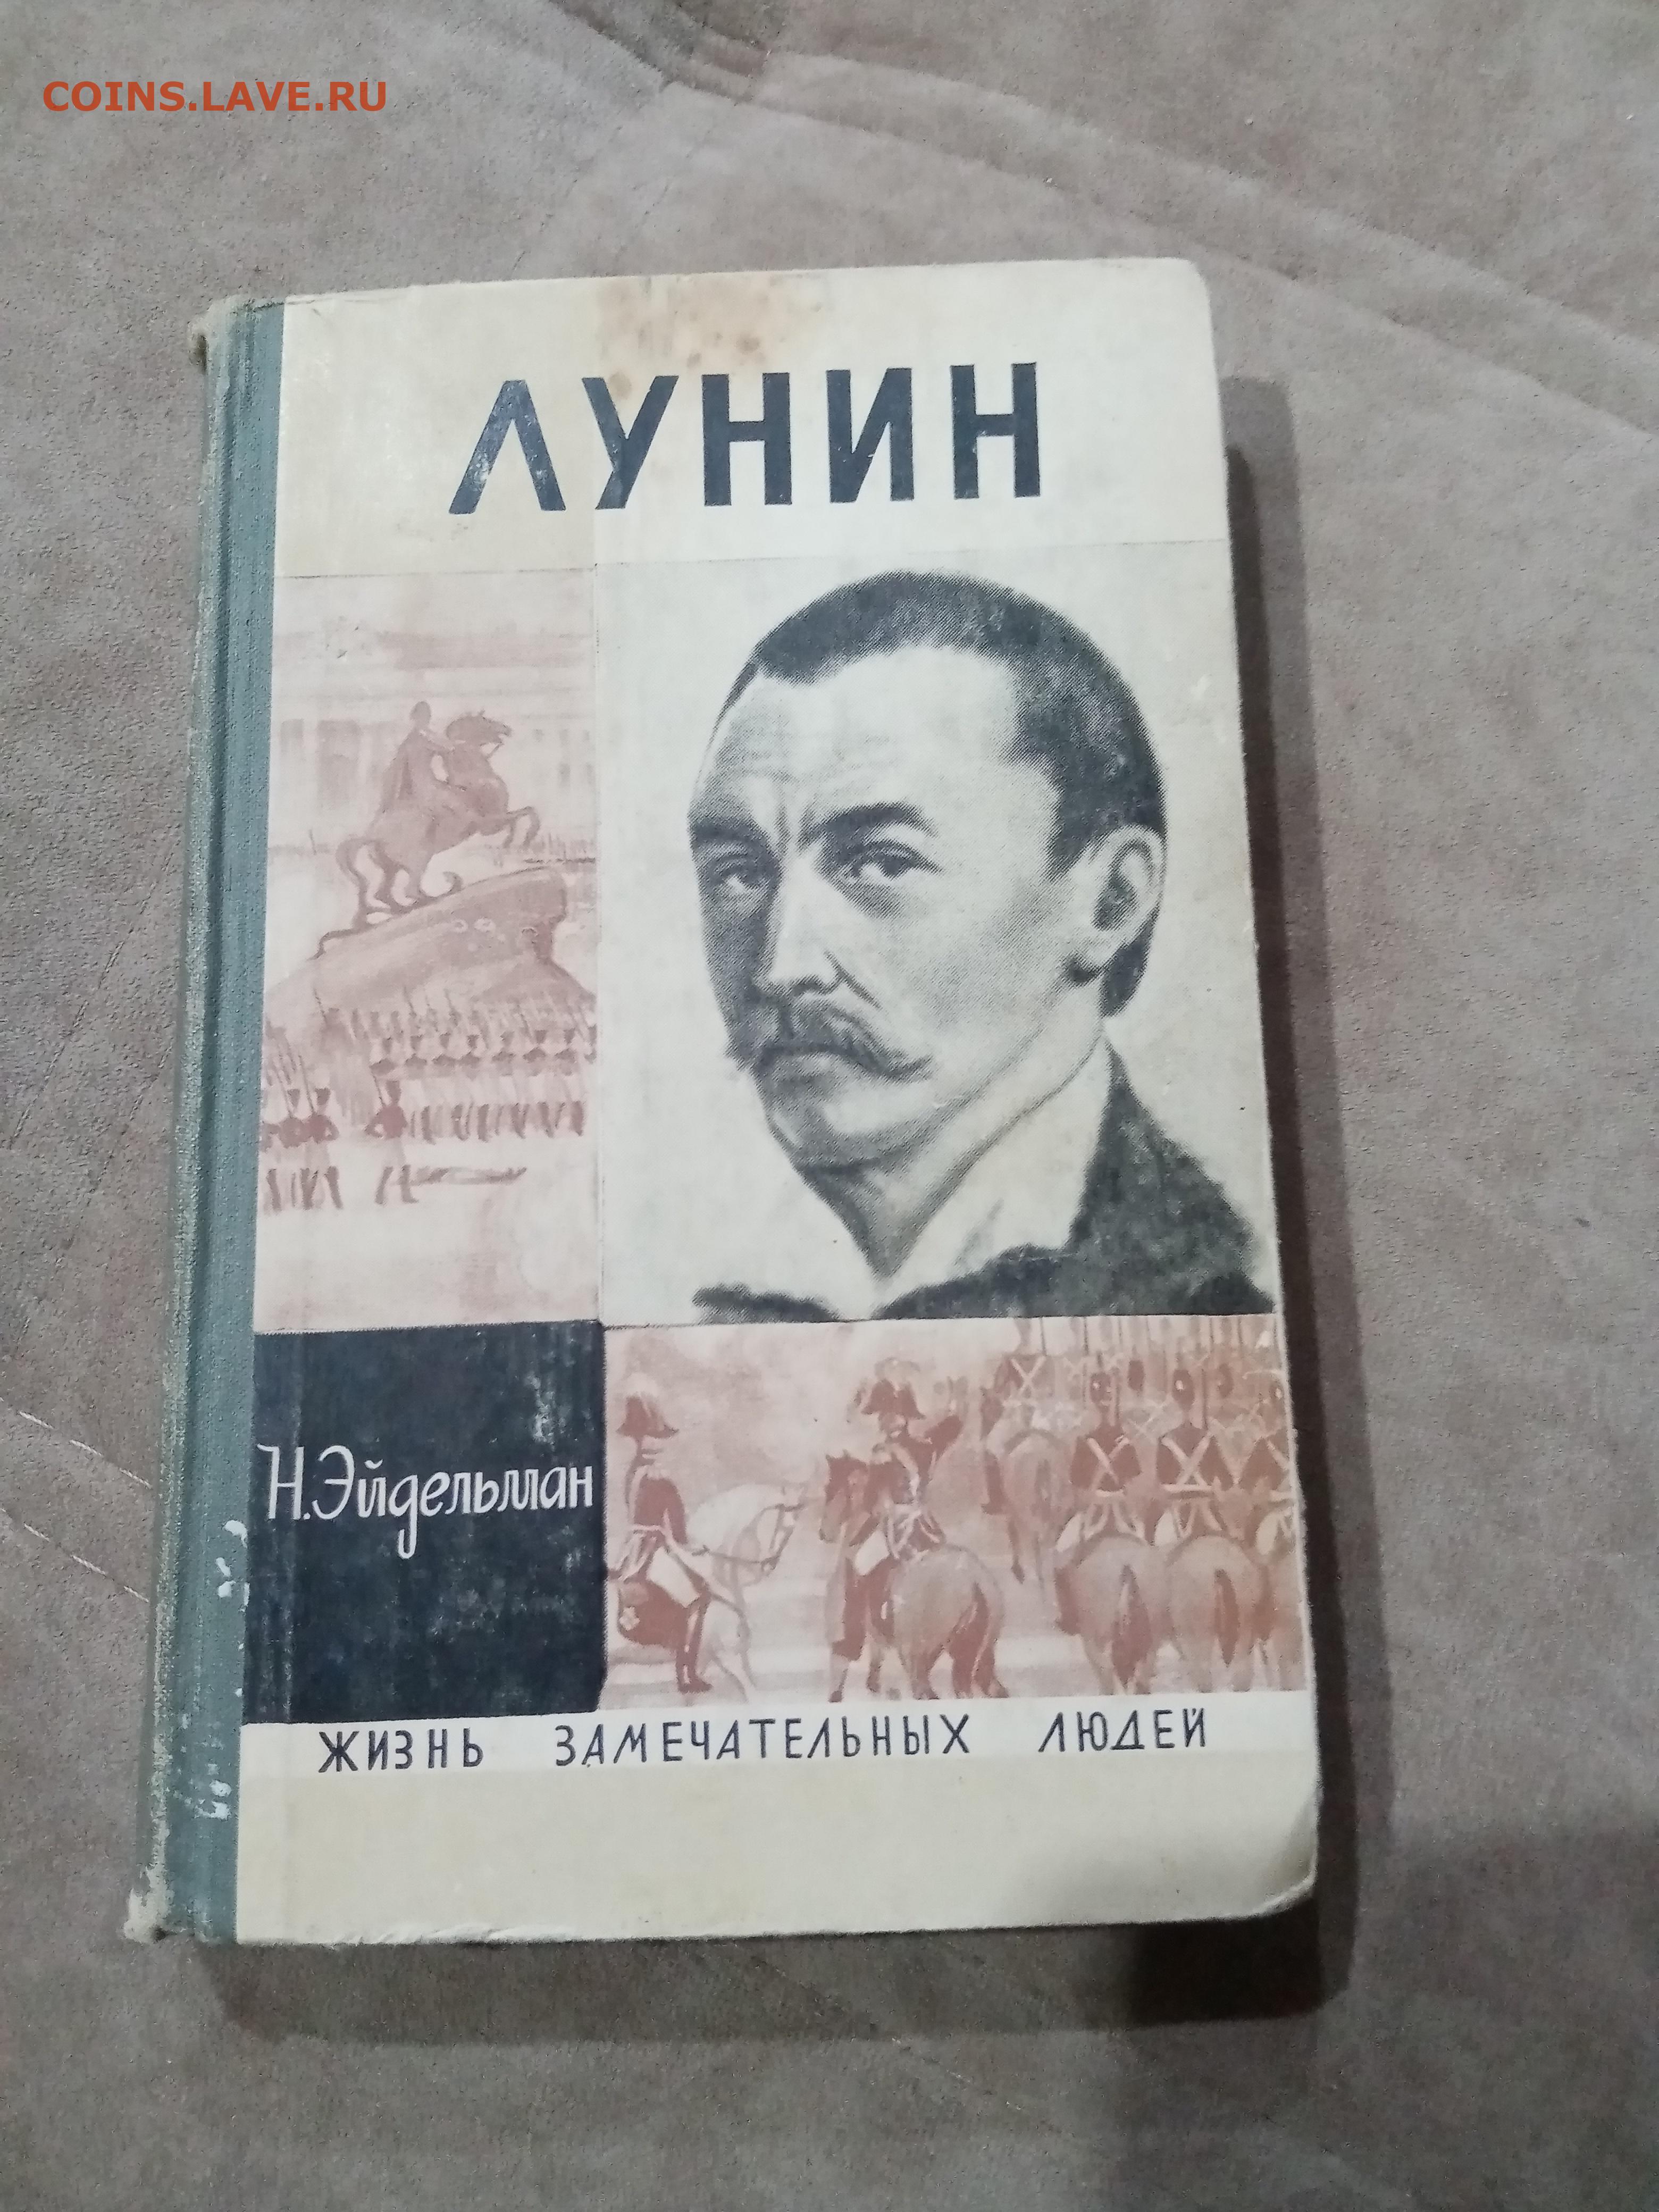 COINS.LAVE.RU
ЛУНИН
Н.Эйдельман
ЖИЗНЬ ЗАМЕЧАТЕЛЬНЫХ ЛЮДЕЙ